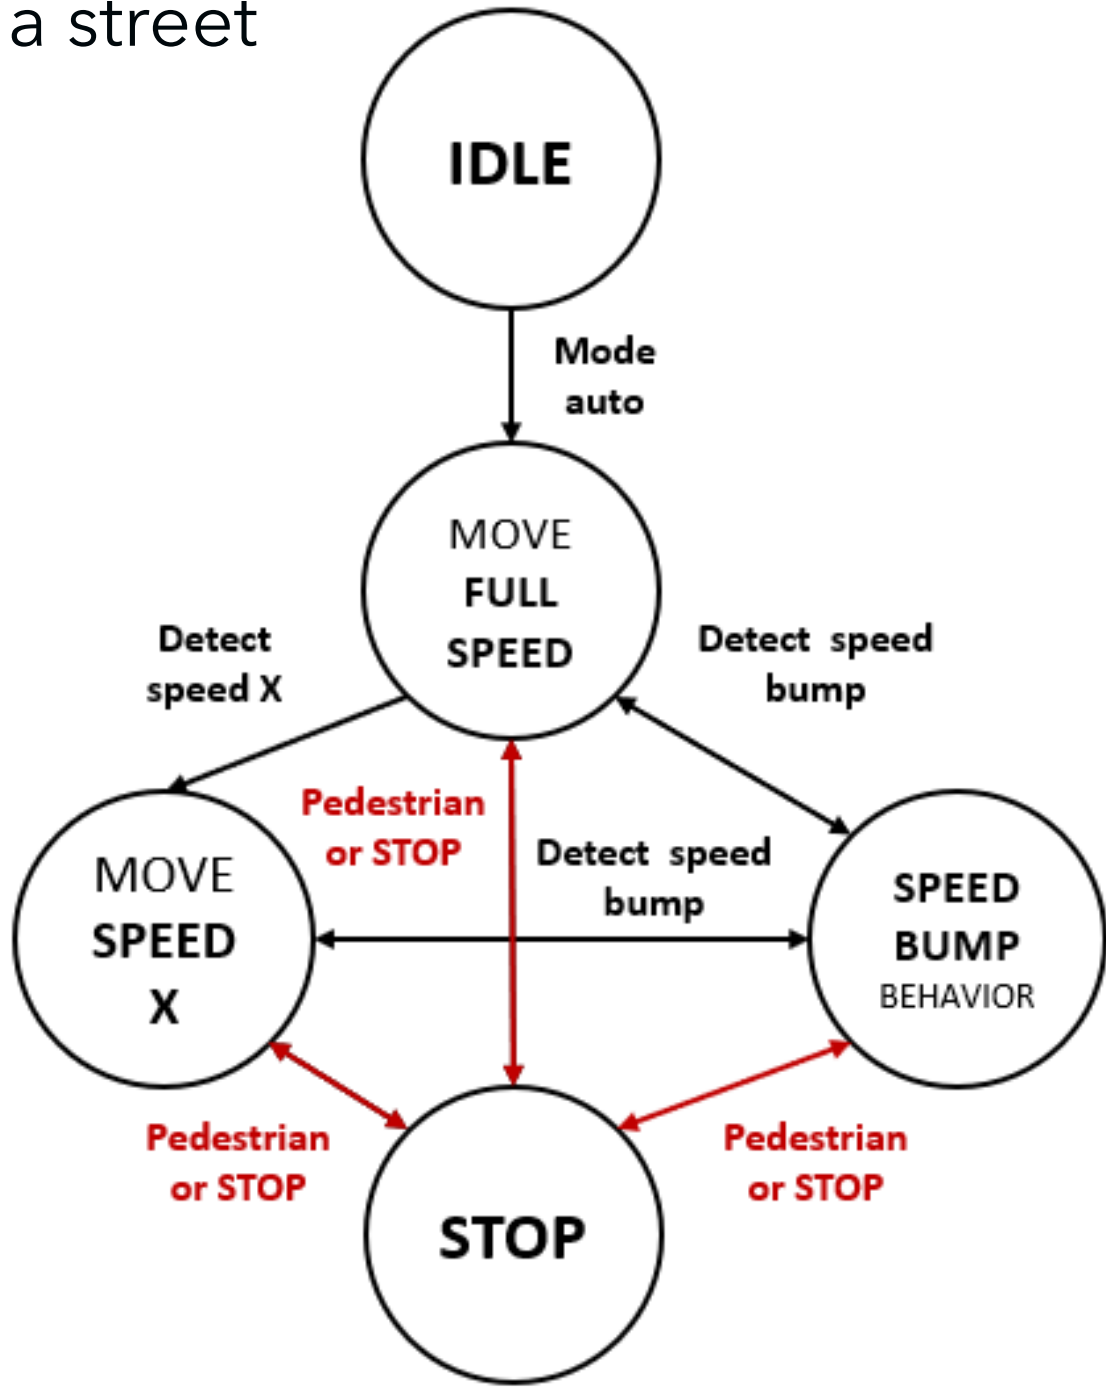 a street
IDLE
Mode
auto
MOVE
FULL
SPEED
Detect
speed X
Detect speed
bump
Pedestrian
or STOP
Detect speed
bump
MOVE
SPEED
X
SPEED
BUMP
BEHAVIOR
Pedestrian
or STOP
Pedestrian
or STOP
STOP